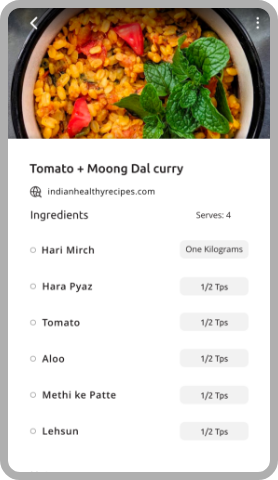 Tomato + Moong Dal curry
indianhealthyrecipes.com
Ingredients Serves: 4
Hari Mirch One Kilograms
Hara Pyaz 1/2 Tps
Tomato 1/2 Tps
Aloo 1/2 Tps
Methi ke Patte 1/2 Tps
Lehsun 1/2 Tps